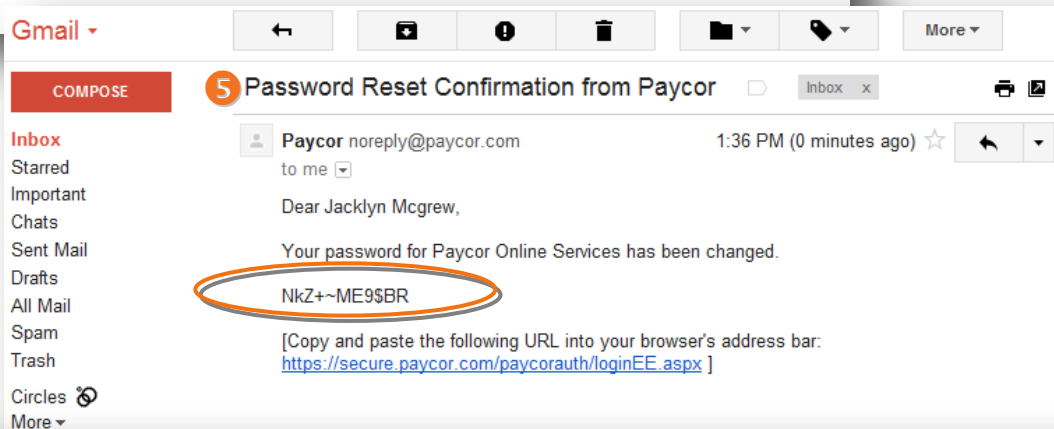 Gmail
More
COMPOSE
5 Password Reset Confirmation from Paycor
Inbox x
Inbox
Starred
Important
Chats
Sent Mail
Drafts
All Mail
Spam
Trash
Circles
More
Paycor noreply@paycor.com 1:36 PM (0 minutes ago)
to me
Dear Jacklyn Mcgrew,
Your password for Paycor Online Services has been changed.
NkZ+~ME9$BR
[Copy and paste the following URL into your browser's address bar:
https://secure.paycor.com/paycorauth/loginEE.aspx ]